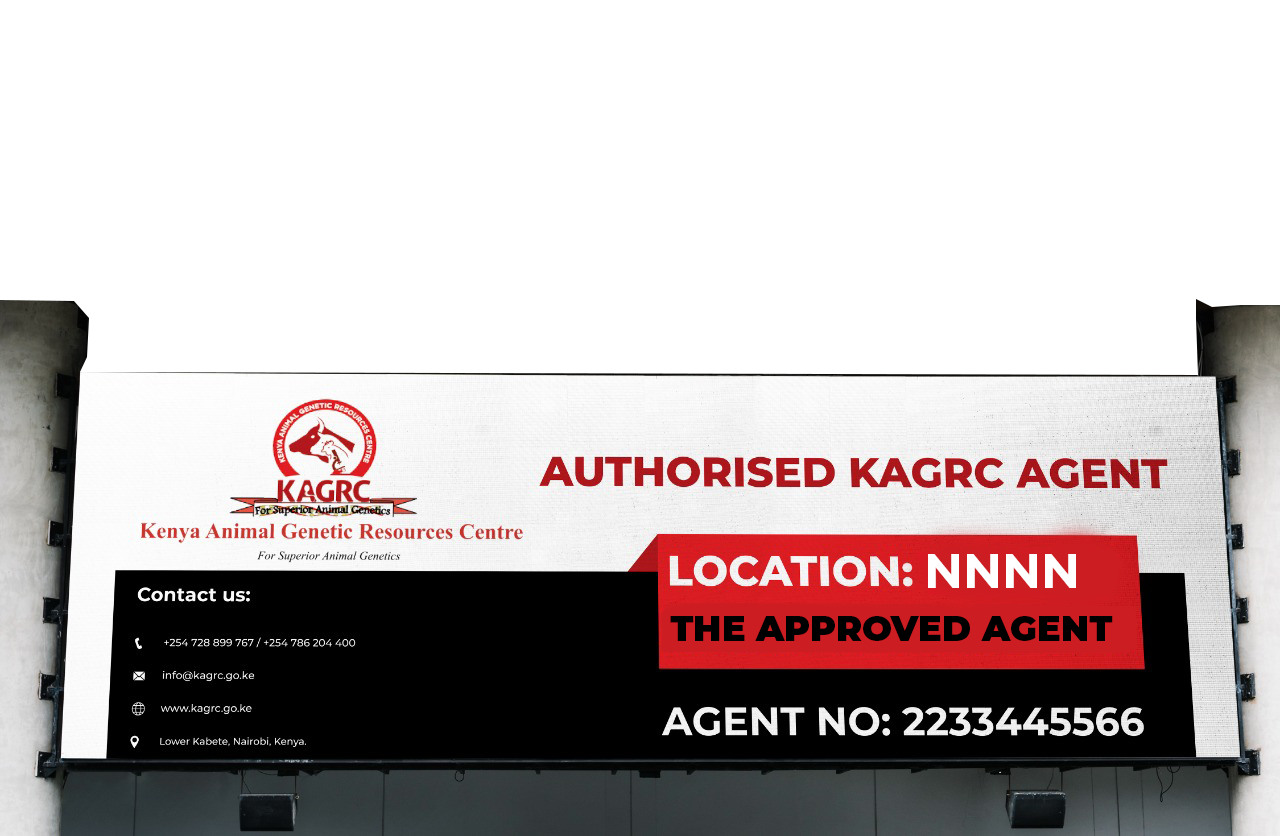 KENYA ANIMAL GENETIC RESOURCES CENTRE
KAGRC
For Superior Animal Genetics
Kenya Animal Genetic Resources Centre
For Superior Animal Genetics
AUTHORISED KAGRC AGENT
LOCATION: NNNN
THE APPROVED AGENT
AGENT NO: 2233445566
Contact us:
+254 728 899 767 / +254 786 204 400
info@kagrc.go.ke
www.kagrc.go.ke
Lower Kabete, Nairobi, Kenya.